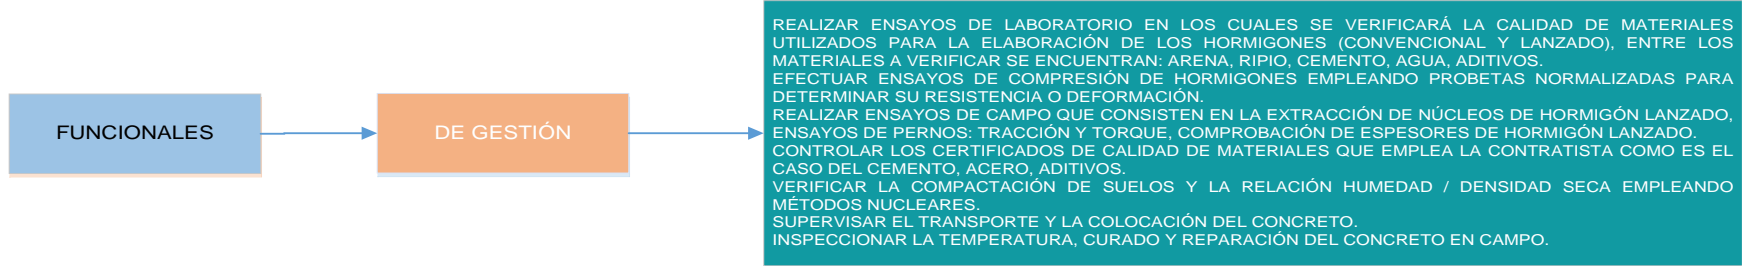 FUNCIONALES
DE GESTIÓN
REALIZAR ENSAYOS DE LABORATORIO EN LOS CUALES SE VERIFICARÁ LA CALIDAD DE MATERIALES
UTILIZADOS PARA LA ELABORACIÓN DE LOS HORMIGONES (CONVENCIONAL Y LANZADO), ENTRE LOS
MATERIALES A VERIFICAR SE ENCUENTRAN: ARENA, RIPIO, CEMENTO, AGUA, ADITIVOS.
EFECTUAR ENSAYOS DE COMPRESIÓN DE HORMIGONES EMPLEANDO PROBETAS NORMALIZADAS PARA
DETERMINAR SU RESISTENCIA O DEFORMACIÓN.
REALIZAR ENSAYOS DE CAMPO QUE CONSISTEN EN LA EXTRACCIÓN DE NÚCLEOS DE HORMIGÓN LANZADO,
ENSAYOS DE PERNOS: TRACCIÓN Y TORQUE, COMPROBACIÓN DE ESPESORES DE HORMIGÓN LANZADO.
CONTROLAR LOS CERTIFICADOS DE CALIDAD DE MATERIALES QUE EMPLEA LA CONTRATISTA COMO ES EL
CASO DEL CEMENTO, ACERO, ADITIVOS.
VERIFICAR LA COMPACTACIÓN DE SUELOS Y LA RELACIÓN HUMEDAD / DENSIDAD SECA EMPLEANDO
MÉTODOS NUCLEARES.
SUPERVISAR EL TRANSPORTE Y LA COLOCACIÓN DEL CONCRETO.
INSPECCIONAR LA TEMPERATURA, CURADO Y REPARACIÓN DEL CONCRETO EN CAMPO.